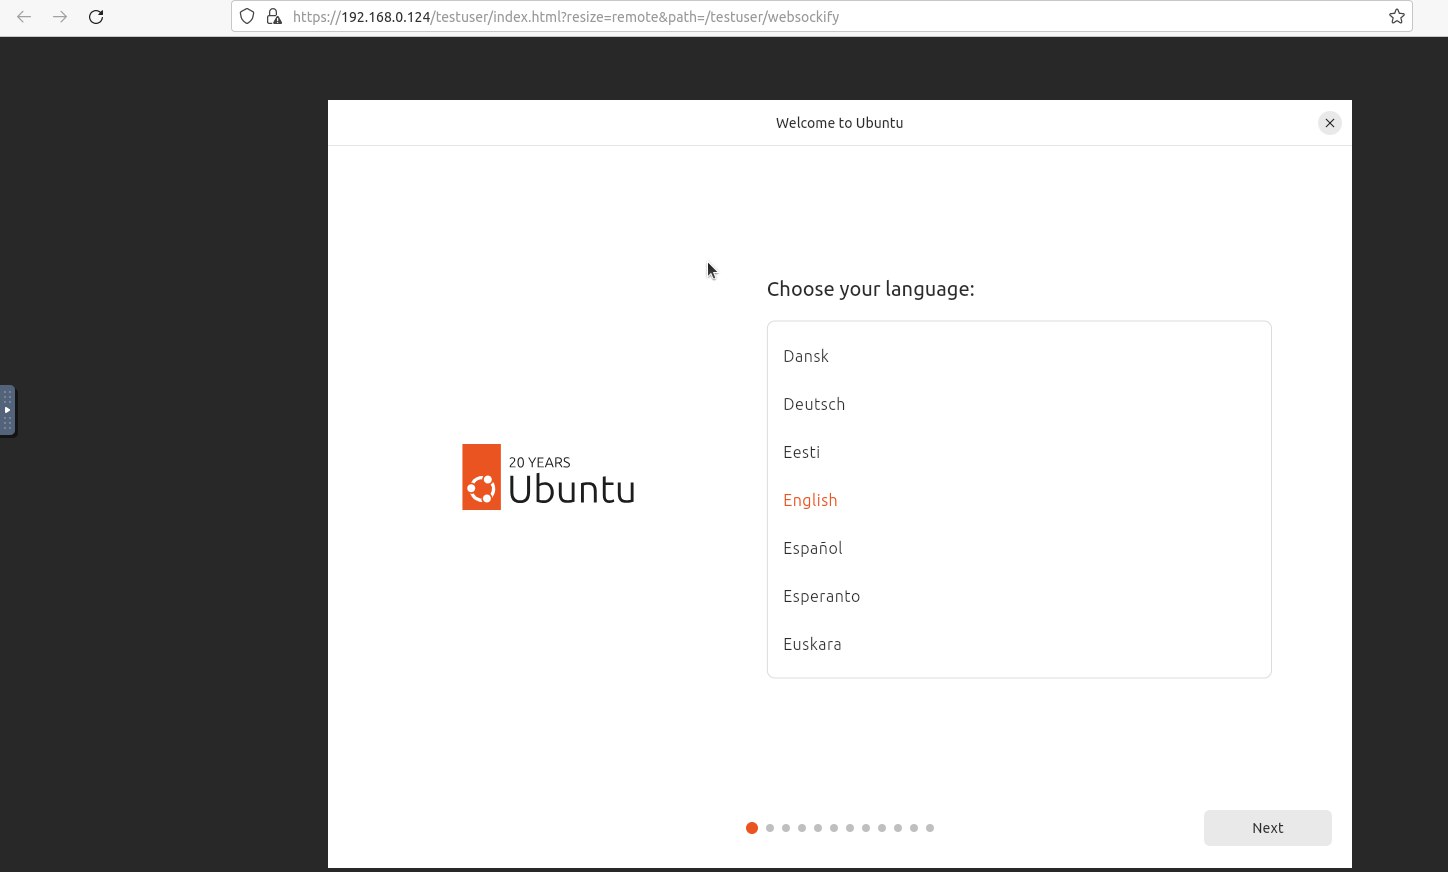 https://192.168.0.124/testuser/index.html?resize=remote&path=/testuser/websockify
Welcome to Ubuntu
Choose your language:
Dansk
Deutsch
Eesti
English
Español
Esperanto
Euskara
20 YEARS
Ubuntu
Next